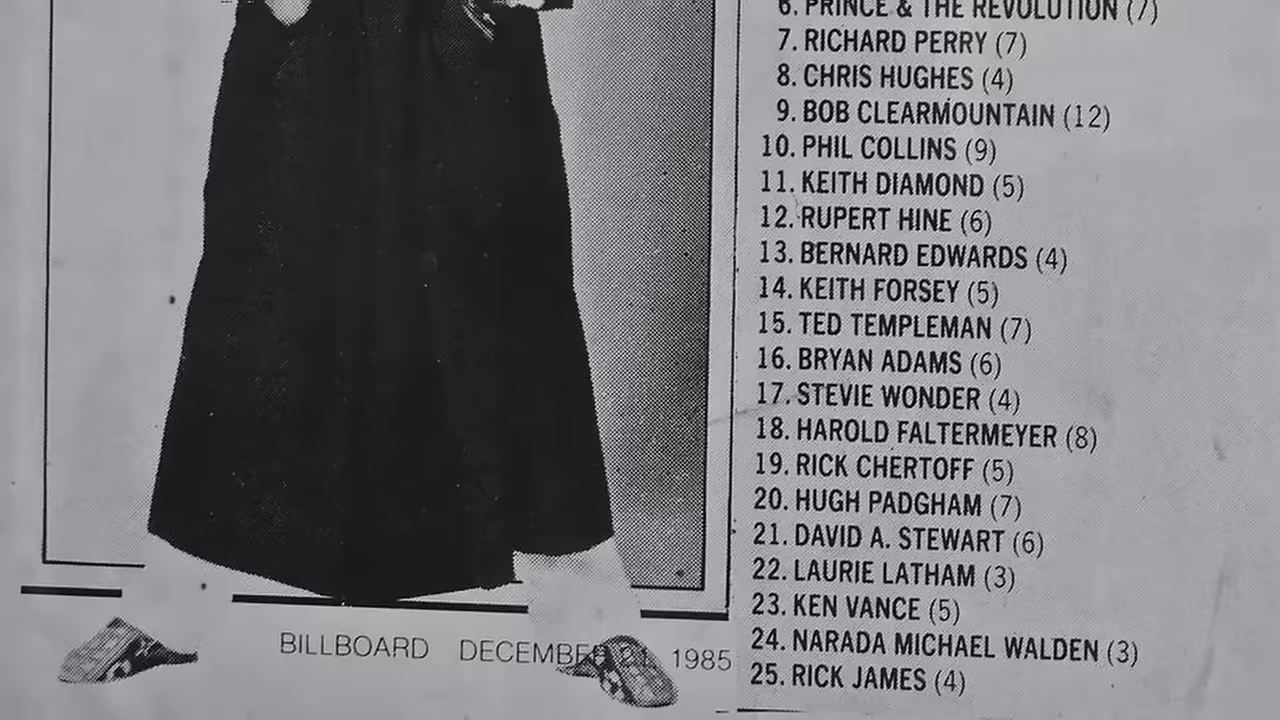 6. PRINCE & THE REVOLUTION (7)
7. RICHARD PERRY (7)
8. CHRIS HUGHES (4)
9. BOB CLEARMOUNTAIN (12)
10. PHIL COLLINS (9)
11. KEITH DIAMOND (5)
12. RUPERT HINE (6)
13. BERNARD EDWARDS (4)
14. KEITH FORSEY (5)
15. TED TEMPLEMAN (7)
16. BRYAN ADAMS (6)
17. STEVIE WONDER (4)
18. HAROLD FALTERMEYER (8)
19. RICK CHERTOFF (5)
20. HUGH PADGHAM (7)
21. DAVID A. STEWART (6)
22. LAURIE LATHAM (3)
23. KEN VANCE (5)
24. NARADA MICHAEL WALDEN (3)
25. RICK JAMES (4)
BILLBOARD DECEMBER 1985